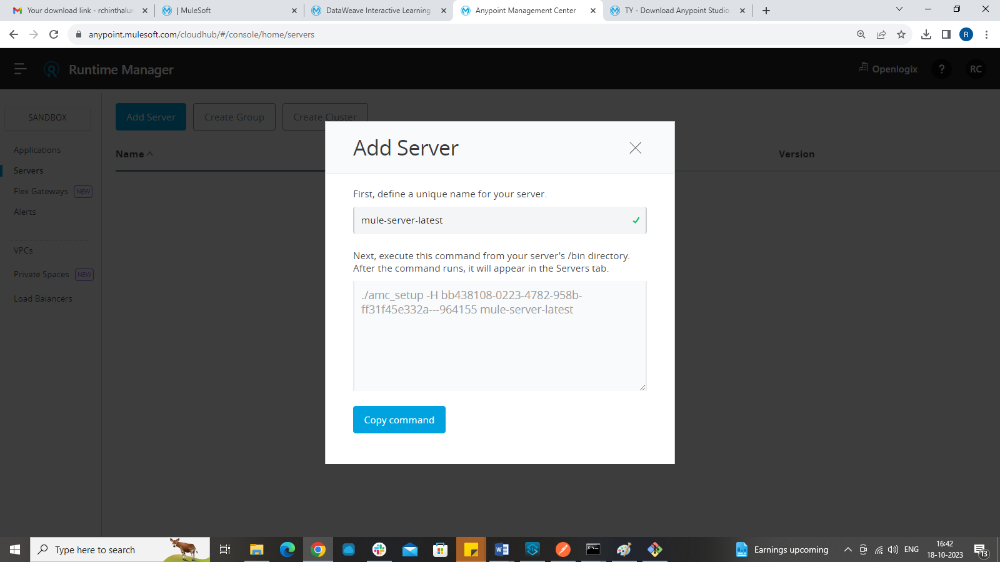 Your download link - rchinthalur
| MuleSoft
DataWeave Interactive Learning
Anypoint Management Center
TY - Download Anypoint Studio
anypoint.mulesoft.com/cloudhub/#/console/home/servers
R
Runtime Manager
Openlogix
?
RC
SANDBOX
Applications
Servers
Flex Gateways NEW
Alerts
VPCs
Private Spaces NEW
Load Balancers
Add Server
Create Group
Create Cluster
Name
Version
Add Server
First, define a unique name for your server.
mule-server-latest
Next, execute this command from your server's /bin directory.
After the command runs, it will appear in the Servers tab.
./amc_setup -H bb438108-0223-4782-958b-
ff31f45e332a---964155 mule-server-latest
Copy command
Type here to search
Earnings upcoming
ENG
16:42
18-10-2023
13